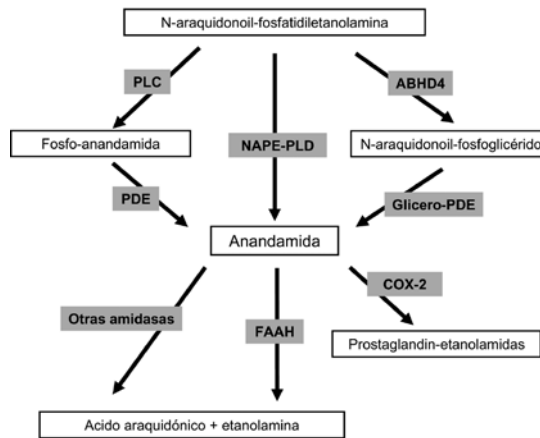 N-araquidonoil-fosfatidiletanolamina
PLC
ABHD4
Fosfo-anandamida
NAPE-PLD
N-araquidonoil-fosfoglicérido
PDE
Glicero-PDE
Anandamida
COX-2
Otras amidasas
FAAH
Prostaglandin-etanolamidas
Acido araquidónico + etanolamina